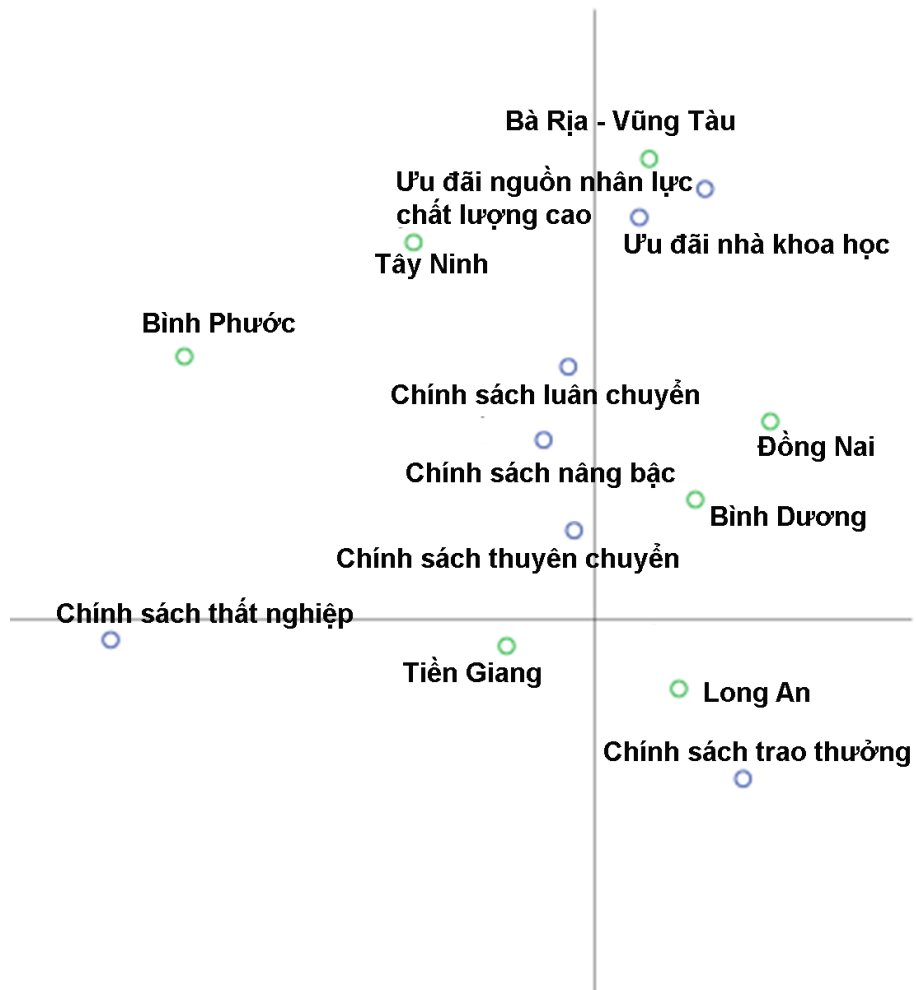 Bà Rịa - Vũng Tàu
Ưu đãi nguồn nhân lực
chất lượng cao
Ưu đãi nhà khoa học
Tây Ninh
Bình Phước
Chính sách luân chuyển
Đồng Nai
Chính sách nâng bậc
Bình Dương
Chính sách thuyên chuyển
Chính sách thất nghiệp
Tiền Giang
Long An
Chính sách trao thưởng